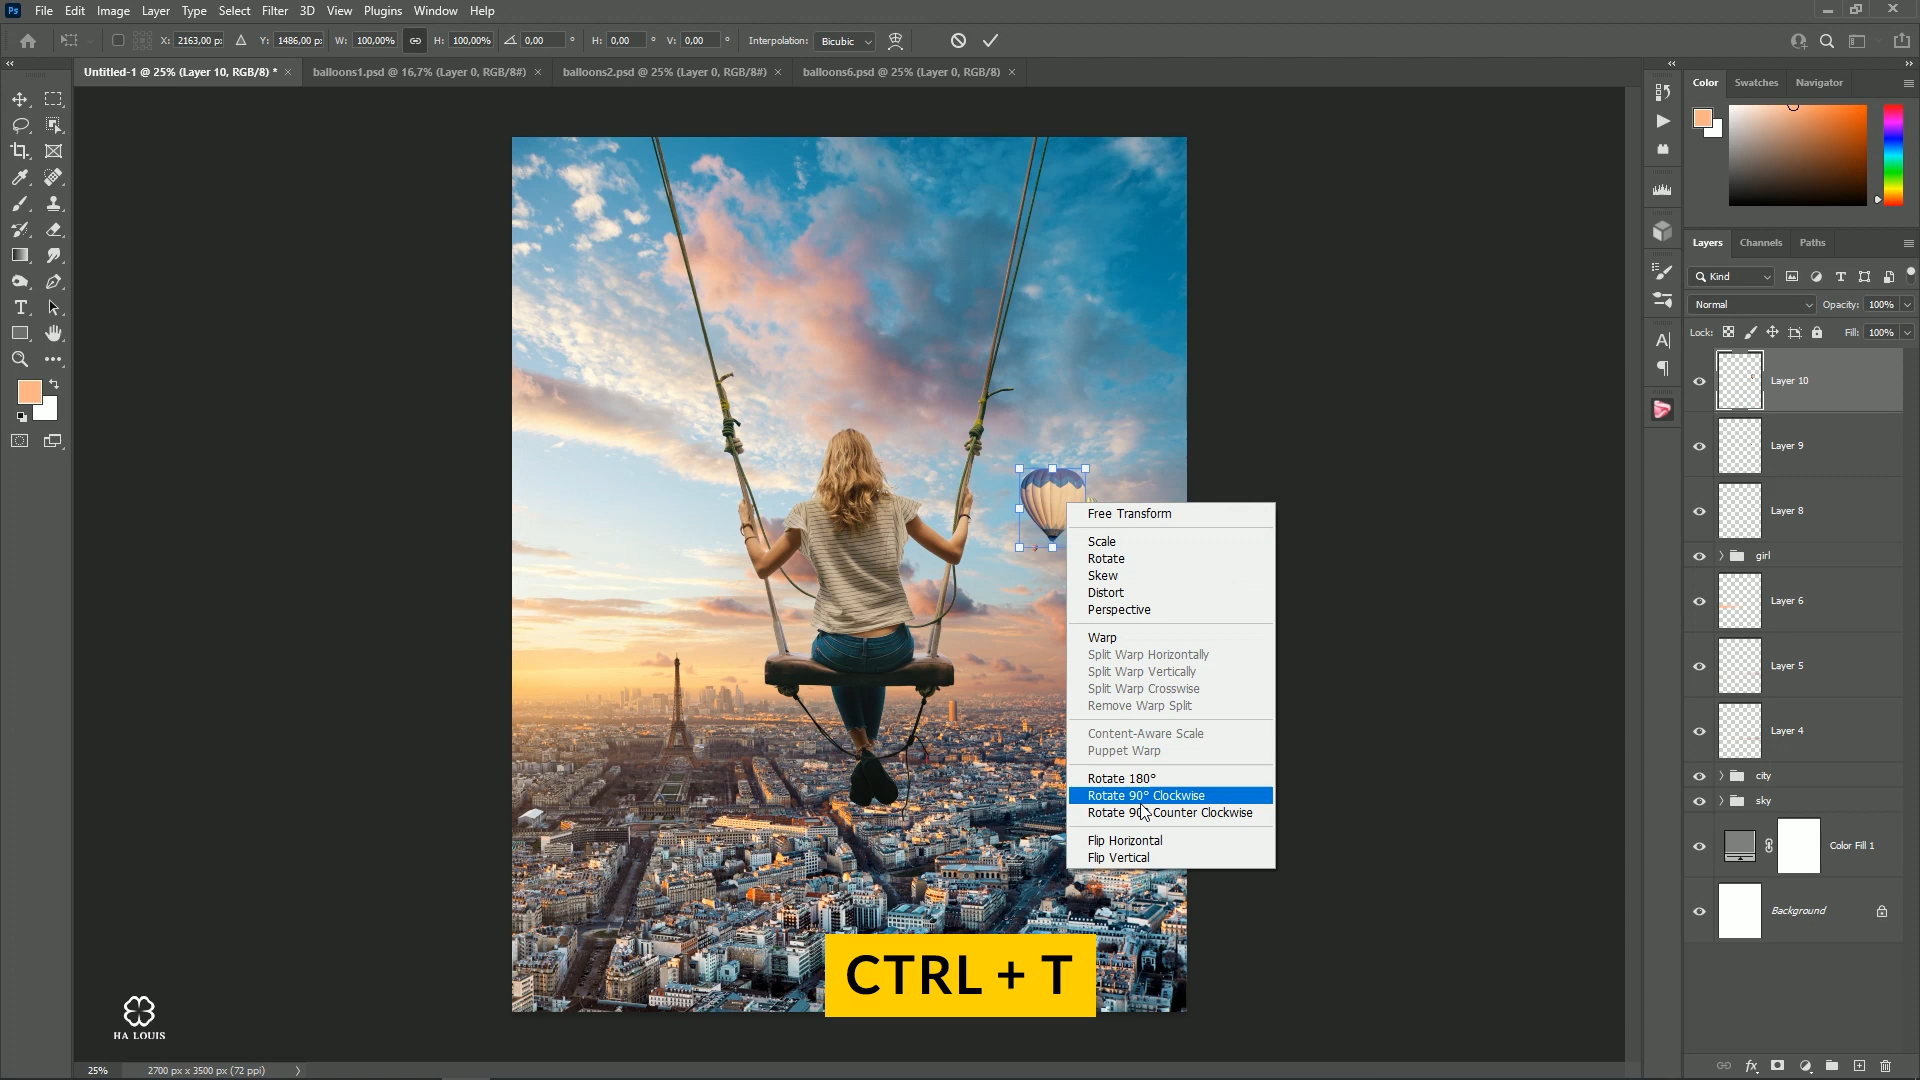 Ps File Edit Image Layer Type Select Filter 3D View Plugins Window Help
X: 2163,00 px Y: 1486,00 px W: 100,00% H: 100,00% 0,00 ° H: 0,00 ° V: 0,00 ° Interpolation: Bicubic
Untitled-1 @ 25% (Layer 10, RGB/8) * × balloons1.psd @ 16,7% (Layer 0, RGB/8#) × balloons2.psd @ 25% (Layer 0, RGB/8#) × balloons6.psd @ 25% (Layer 0, RGB/8) ×
Color Swatches Navigator
Layers Channels Paths
Kind
Normal Opacity: 100%
Lock: Fill: 100%
Layer 10
Layer 9
Layer 8
girl
Layer 6
Layer 5
Layer 4
city
sky
Color Fill 1
Background
Free Transform
Scale
Rotate
Skew
Distort
Perspective
Warp
Split Warp Horizontally
Split Warp Vertically
Split Warp Crosswise
Remove Warp Split
Content-Aware Scale
Puppet Warp
Rotate 180°
Rotate 90° Clockwise
Rotate 90° Counter Clockwise
Flip Horizontal
Flip Vertical
CTRL + T
HA LOUIS
25% 2700 px x 3500 px (72 ppi)